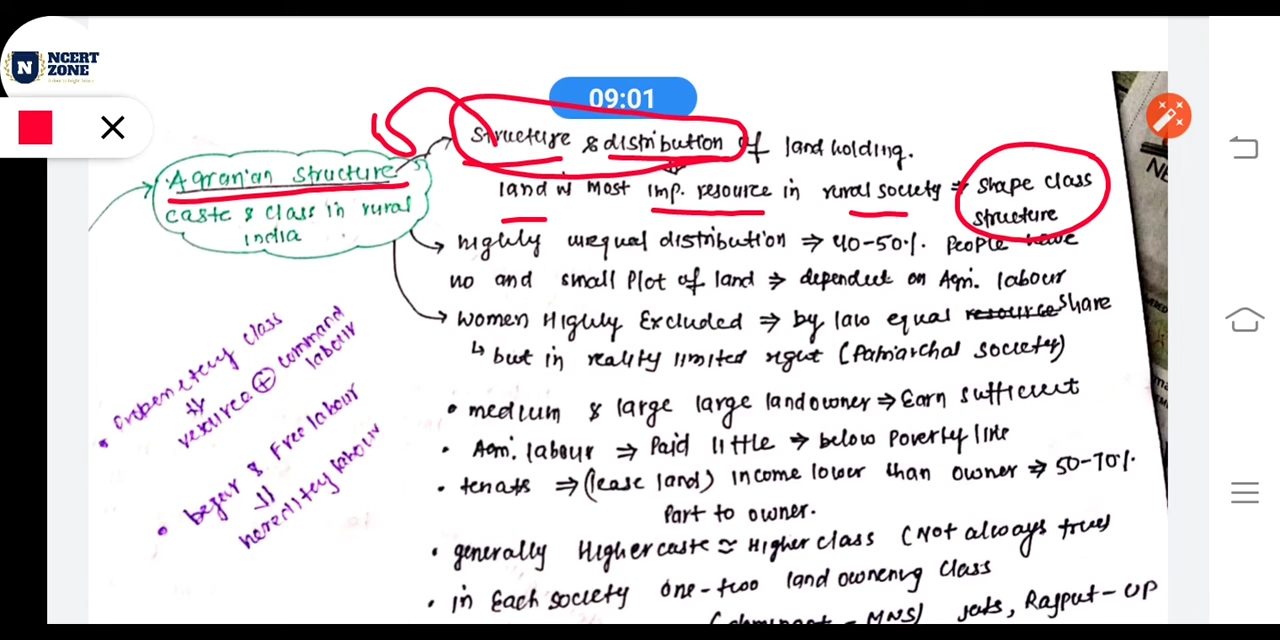 NCERT
ZONE
09:01
Structure & distribution of land holding.
Agrarian Structure
land is most imp. resource in rural society ⇒ shape class
structure
caste & class in rural
india
highly unequal distribution ⇒ 40-50%. People have
no and small Plot of land ⇒ dependent on Agri. labour
women Highly Excluded ⇒ by law equal resource share
↳ but in reality limited right (Patriarchal society)
• medium & large large landowner ⇒ Earn sufficient
• Agri. labour ⇒ Paid little → below Poverty line
• tenats ⇒ (lease land) income lower than owner ⇒ 50-70%.
Part to owner.
• generally Higher caste ≃ Higher class (Not always true)
• in Each society one-two land ownering class
MNS) Jats, Rajput - UP
class
resource + command
labour
• begar & Free labour
hereditery labour